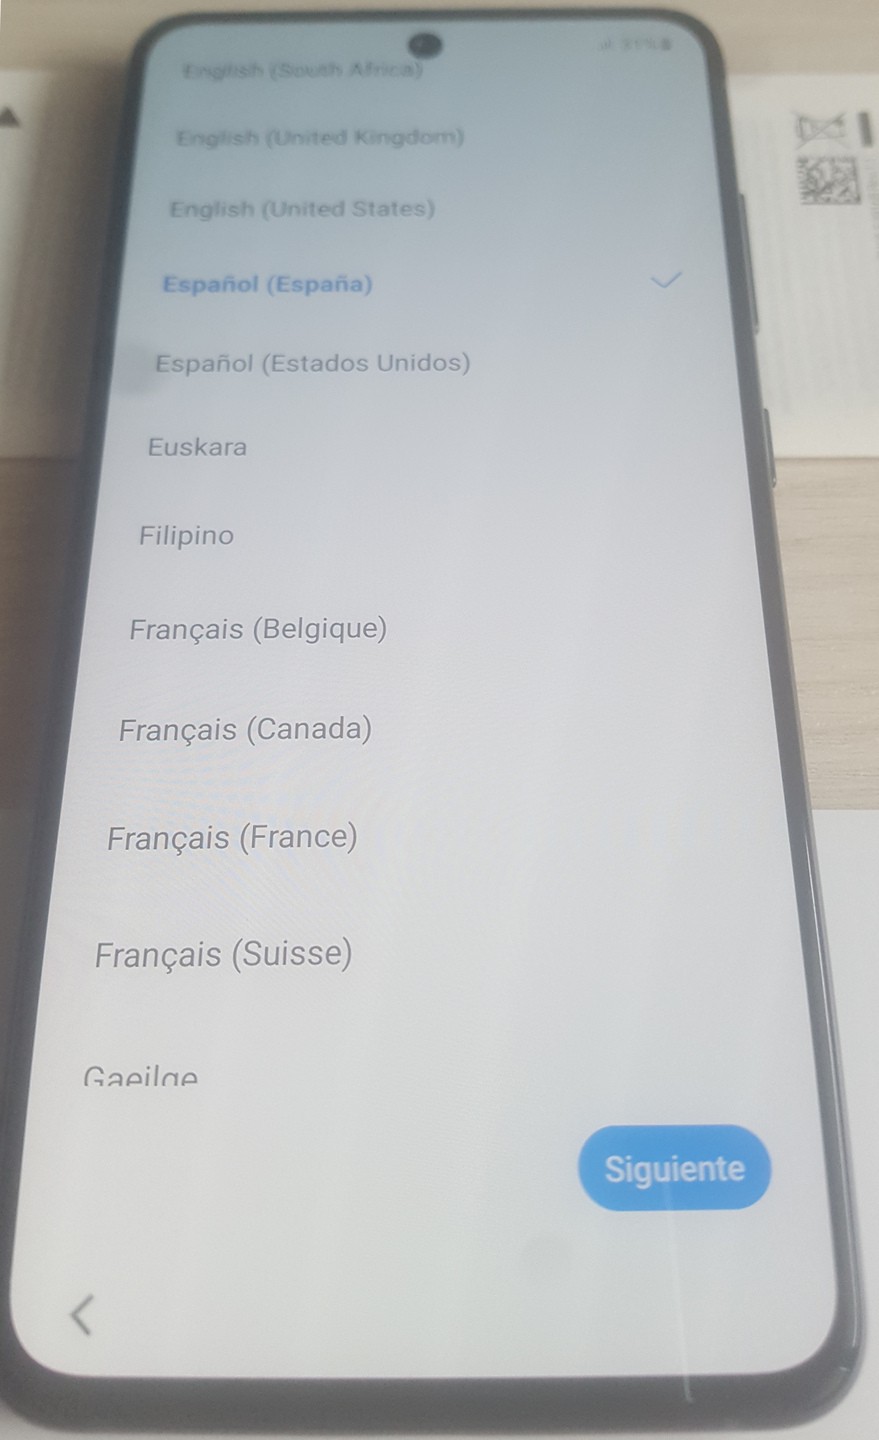 English (South Africa)
English (United Kingdom)
English (United States)
Español (España)
Español (Estados Unidos)
Euskara
Filipino
Français (Belgique)
Français (Canada)
Français (France)
Français (Suisse)
Gaeilge
Siguiente